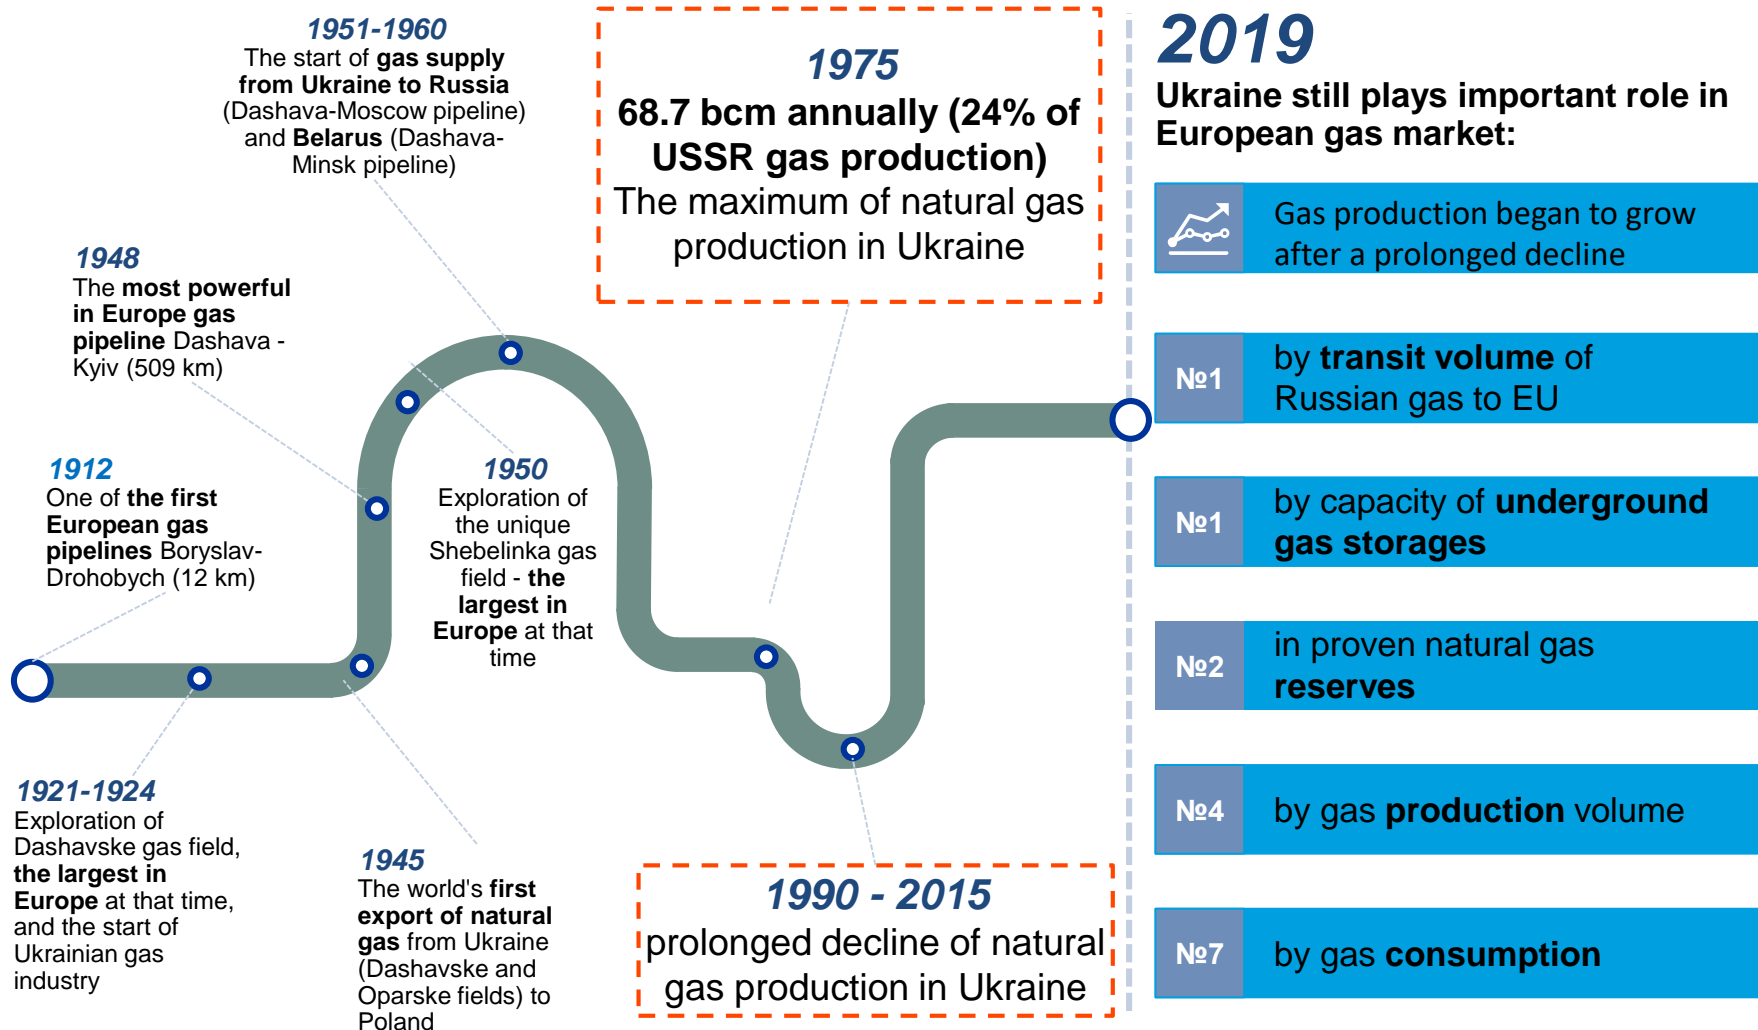 1951-1960
The start of gas supply
from Ukraine to Russia
(Dashava-Moscow pipeline)
and Belarus (Dashava-
Minsk pipeline)
1948
The most powerful
in Europe gas
pipeline Dashava -
Kyiv (509 km)
1912
One of the first
European gas
pipelines Boryslav-
Drohobych (12 km)
1950
Exploration of
the unique
Shebelinka gas
field - the
largest in
Europe at that
time
1921-1924
Exploration of
Dashavske gas field,
the largest in
Europe at that time,
and the start of
Ukrainian gas
industry
1945
The world's first
export of natural
gas from Ukraine
(Dashavske and
Oparske fields) to
Poland
1975
68.7 bcm annually (24% of
USSR gas production)
The maximum of natural gas
production in Ukraine
1990 - 2015
prolonged decline of natural
gas production in Ukraine
2019
Ukraine still plays important role in
European gas market:
Gas production began to grow
after a prolonged decline
№1
by transit volume of
Russian gas to EU
№1
by capacity of underground
gas storages
№2
in proven natural gas
reserves
№4
by gas production volume
№7
by gas consumption